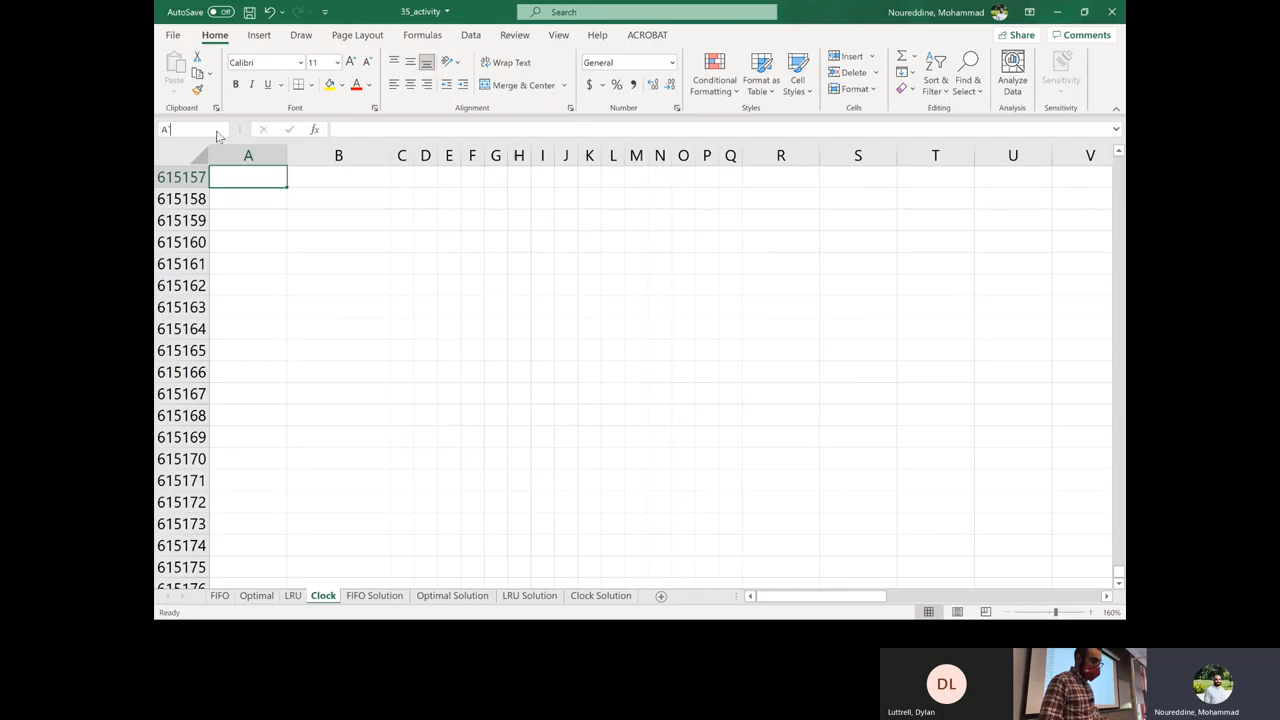 AutoSave Off 35_activity Search Noureddine, Mohammad
File Home Insert Draw Page Layout Formulas Data Review View Help ACROBAT Share Comments
Paste Calibri 11 Wrap Text General Conditional Formatting Format as Table Cell Styles Insert Sort & Filter Find & Select Analyze Data Sensitivity
B I U Merge & Center $ % Delete
Format
Clipboard Font Alignment Number Styles Cells Editing Analysis Sensitivity
fx
A B C D E F G H I J K L M N O P Q R S T U V
615157
615158
615159
615160
615161
615162
615163
615164
615165
615166
615167
615168
615169
615170
615171
615172
615173
615174
615175
615176
FIFO Optimal LRU Clock FIFO Solution Optimal Solution LRU Solution Clock Solution
Ready 160%
DL
Luttrell, Dylan Noureddine, Mohammad